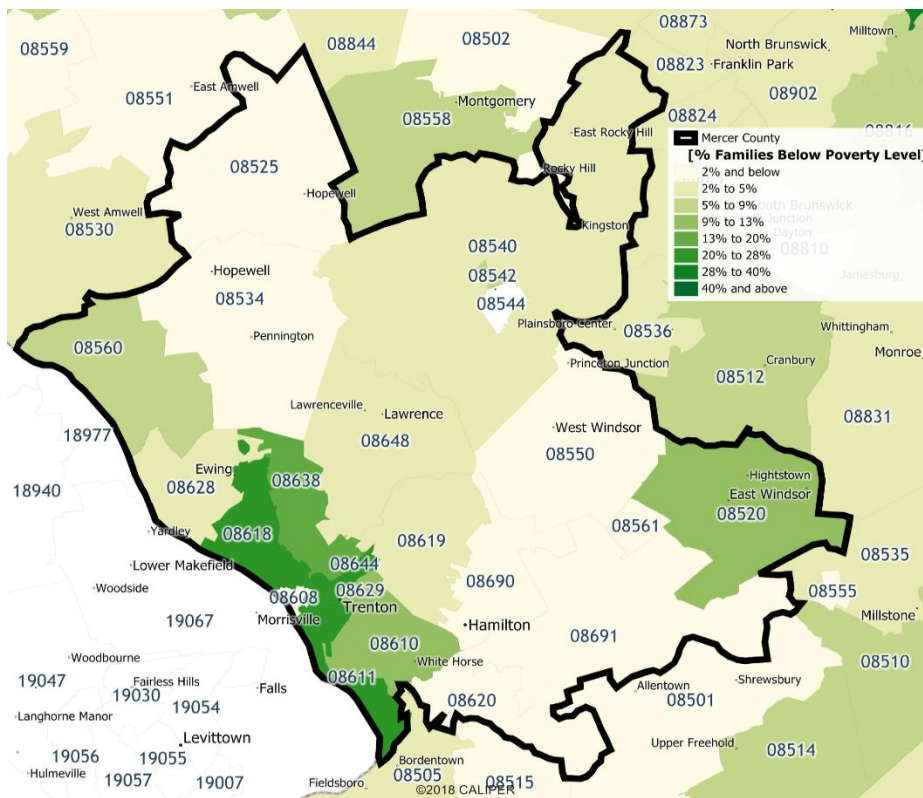 08559
08844
08502
08873
Milltown
North Brunswick
Franklin Park
08823
08902
East Amwell
08551
Montgomery
08558
08824
08816
East Rocky Hill
Mercer County
[% Families Below Poverty Level]
2% and below
2% to 5%
5% to 9%
9% to 13%
13% to 20%
20% to 28%
28% to 40%
40% and above
08525
Rocky Hill
Hopewell
South Brunswick
Junction
Dayton
08810
Jamesburg
West Amwell
08530
Kingston
08540
08542
08544
Hopewell
08534
Plainsboro Center
08536
Whittingham
Monroe
Pennington
08560
Princeton Junction
Cranbury
08512
Lawrenceville
Lawrence
08648
West Windsor
08550
08831
18977
18940
Ewing
08628
08638
Hightstown
East Windsor
08520
08561
08618
Yardley
08619
08535
Lower Makefield
08644
08690
08555
Woodside
08608
08629
Trenton
Morrisville
19067
Hamilton
08691
Millstone
08610
Woodbourne
White Horse
08510
19047
Fairless Hills
19030
19054
Falls
08611
08620
Allentown
08501
Shrewsbury
Langhorne Manor
Levittown
Upper Freehold
08514
19056
19055
Hulmeville
19057
19007
Bordentown
Fieldsboro
08505
08515
©2018 CALIPER